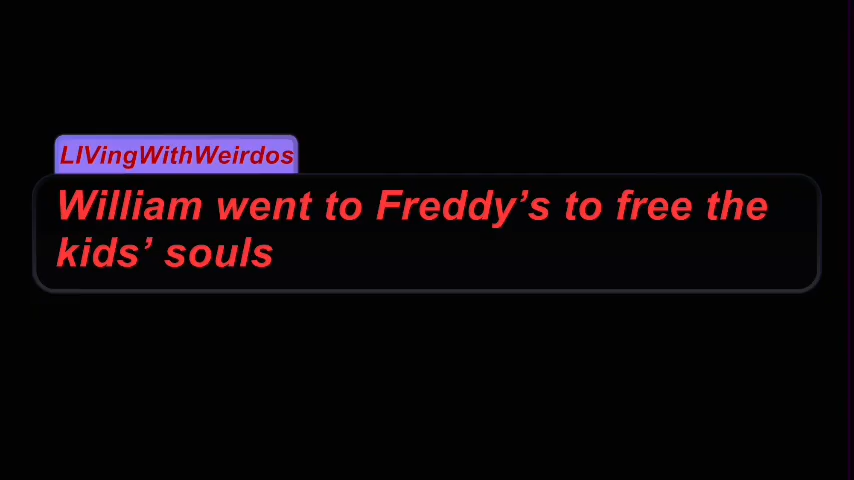 LIVingWithWeirdos
William went to Freddy’s to free the
kids’ souls